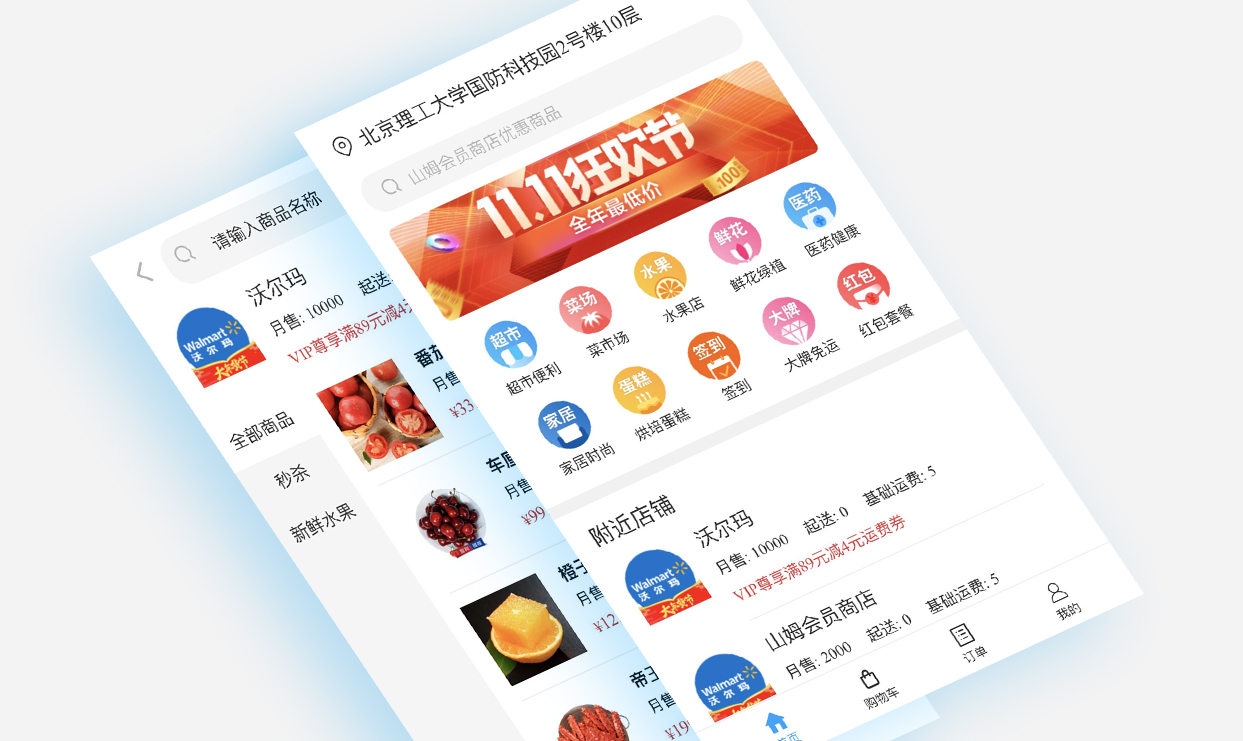 北京理工大学国防科技园2号楼10层
山姆会员商店优惠商品
11.11狂欢节
全年最低价
100
超市
菜场
水果
鲜花
医药
超市便利
菜市场
水果店
鲜花绿植
医药健康
家居
蛋糕
签到
大牌
红包
家居时尚
烘培蛋糕
签到
大牌免运
红包套餐
附近店铺
沃尔玛
月售: 10000 起送: 0 基础运费: 5
VIP尊享满89元减4元运费券
Walmart
沃尔玛
山姆会员商店
月售: 2000 起送: 0 基础运费: 5
Walmart
沃尔玛
首页
购物车
订单
我的
请输入商品名称
沃尔玛
月售: 10000 起送:
VIP尊享满89元减4
Walmart
沃尔玛
全部商品
秒杀
新鲜水果
番茄
月售
¥33
车厘
月售
¥99
橙子
月售
¥12
帝王
月售
¥19